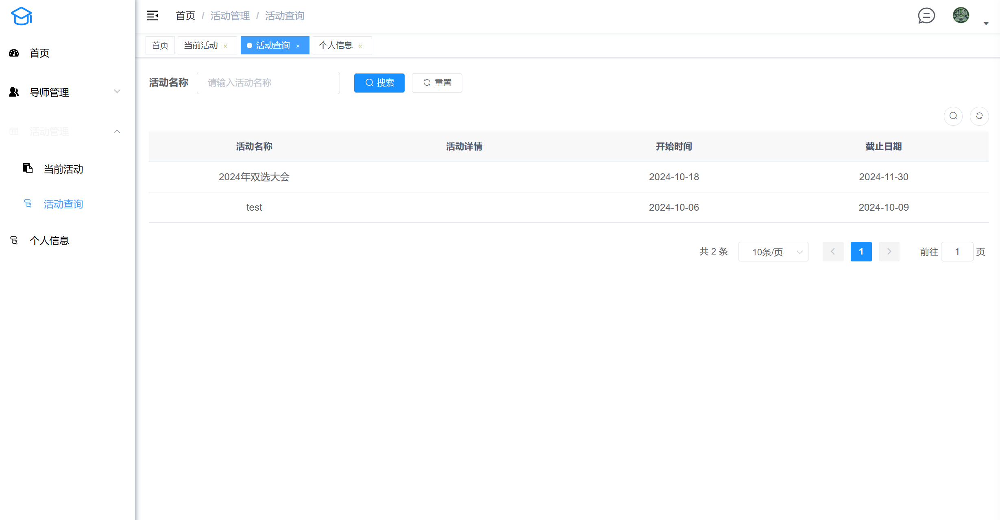 首页 / 活动管理 / 活动查询
首页 当前活动 × 活动查询 × 个人信息 ×
首页
导师管理
活动管理
当前活动
活动查询
个人信息
活动名称 请输入活动名称 搜索 重置
活动名称 活动详情 开始时间 截止日期
2024年双选大会 2024-10-18 2024-11-30
test 2024-10-06 2024-10-09
共 2 条 10条/页 1 前往 1 页